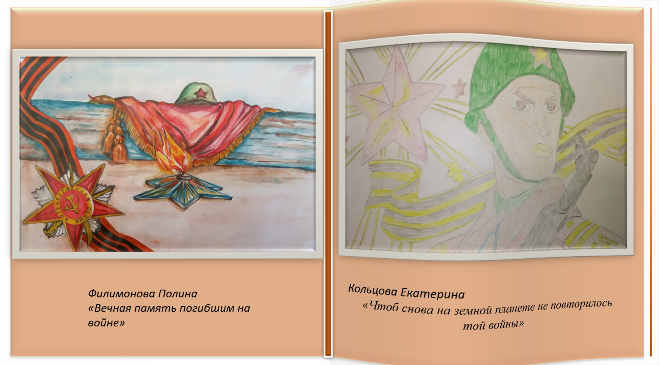 Филимонова Полина
«Вечная память погибшим на
войне»
Кольцова Екатерина
«Чтоб снова на земной планете не повторилось
той войны»